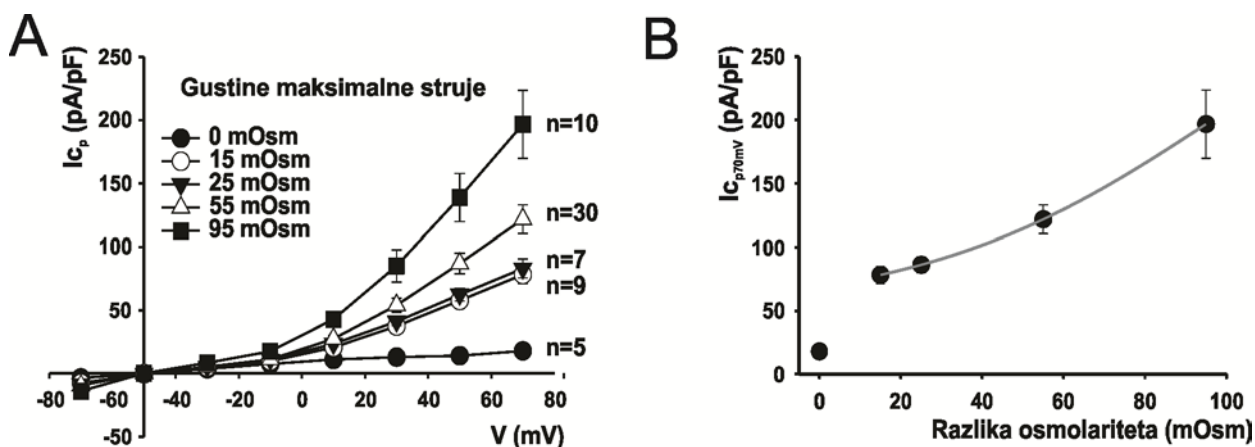 A
Ic_p (pA/pF)
250
200
150
100
50
-50
Gustine maksimalne struje
0 mOsm
15 mOsm
25 mOsm
55 mOsm
95 mOsm
n=10
n=30
n=7
n=9
n=5
-80 -40 -20 0 20 40 60 80
V (mV)
B
Ic_p70mV (pA/pF)
250
200
150
100
50
0
0 20 40 60 80 100
Razlika osmolariteta (mOsm)